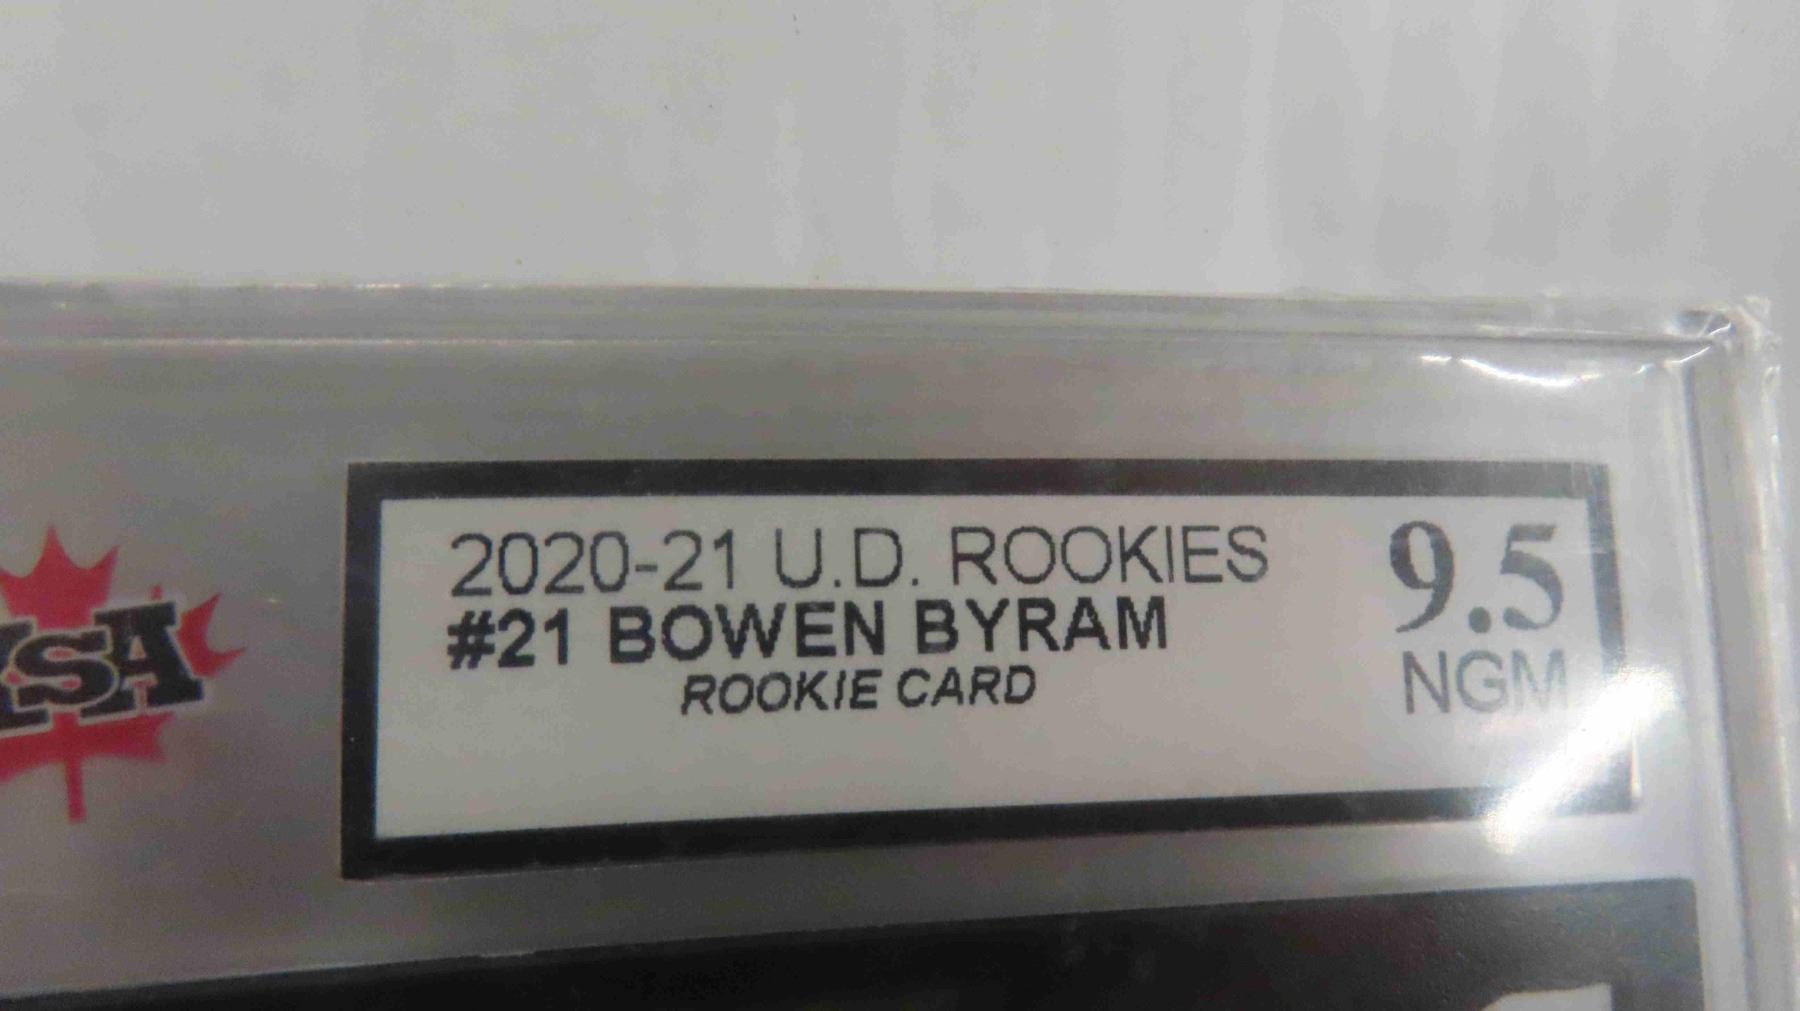 2020-21 U.D. ROOKIES 9.5
#21 BOWEN BYRAM NGM
ROOKIE CARD